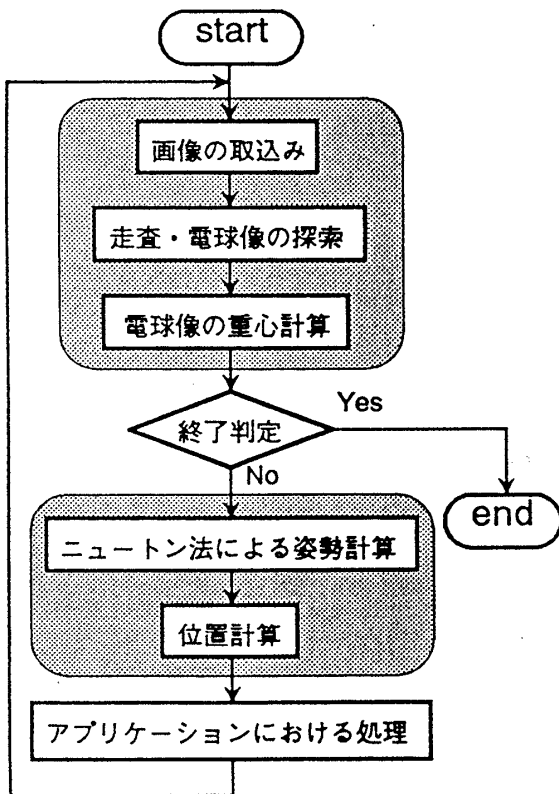 start
画像の取込み
走査・電球像の探索
電球像の重心計算
終了判定
Yes
No
end
ニュートン法による姿勢計算
位置計算
アプリケーションにおける処理